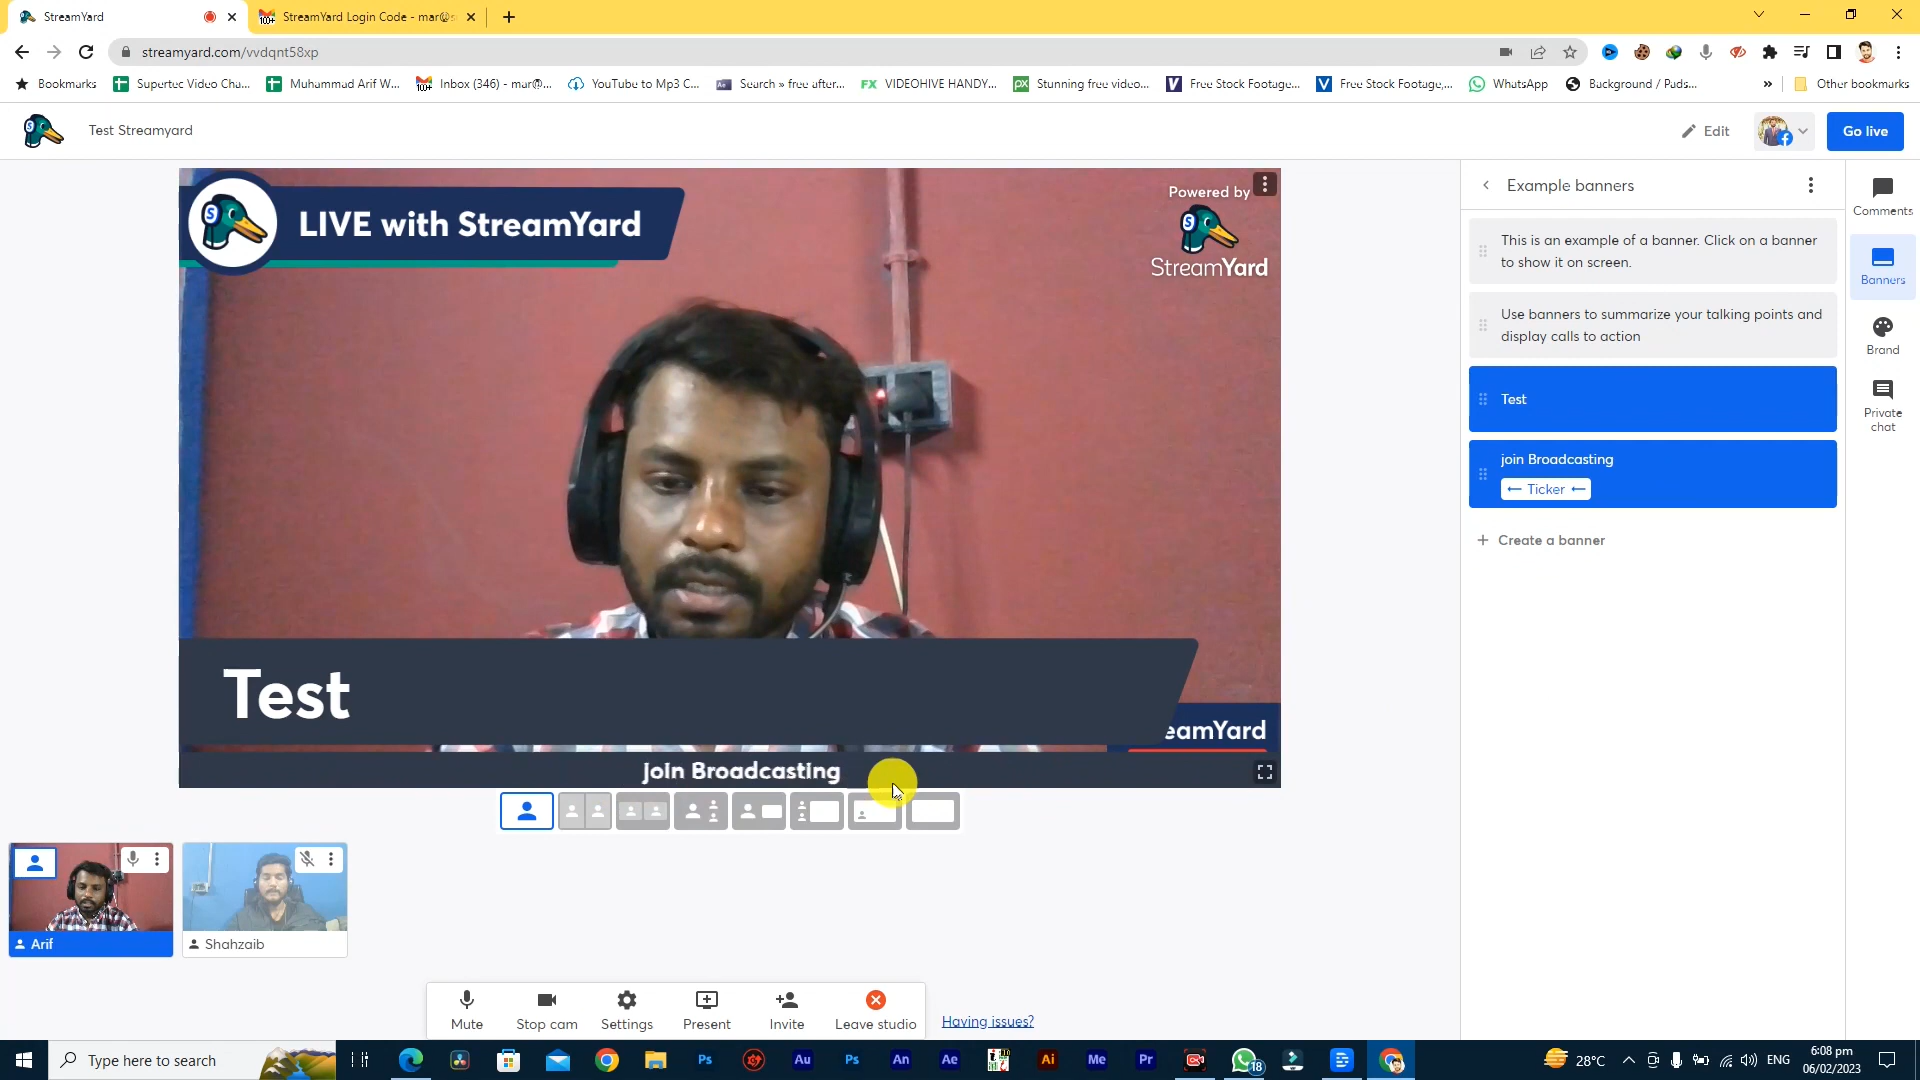 StreamYard
StreamYard Login Code - mar@s
streamyard.com/vvdqnt58xp
Bookmarks
Supertec Video Cha...
Muhammad Arif W...
Inbox (346) - mar@...
YouTube to Mp3 C...
Search » free after...
VIDEOHIVE HANDY...
Stunning free video...
Free Stock Footage...
Free Stock Footage,...
WhatsApp
Background / Pads...
»
Other bookmarks
Test Streamyard
Edit
Go live
LIVE with StreamYard
Powered by
StreamYard
Test
eamYard
join Broadcasting
Example banners
This is an example of a banner. Click on a banner
to show it on screen.
Use banners to summarize your talking points and
display calls to action
Test
join Broadcasting
← Ticker ←
+ Create a banner
Comments
Banners
Brand
Private
chat
Arif
Shahzaib
Mute
Stop cam
Settings
Present
Invite
Leave studio
Having issues?
Type here to search
28°C
ENG
6:08 pm
06/02/2023